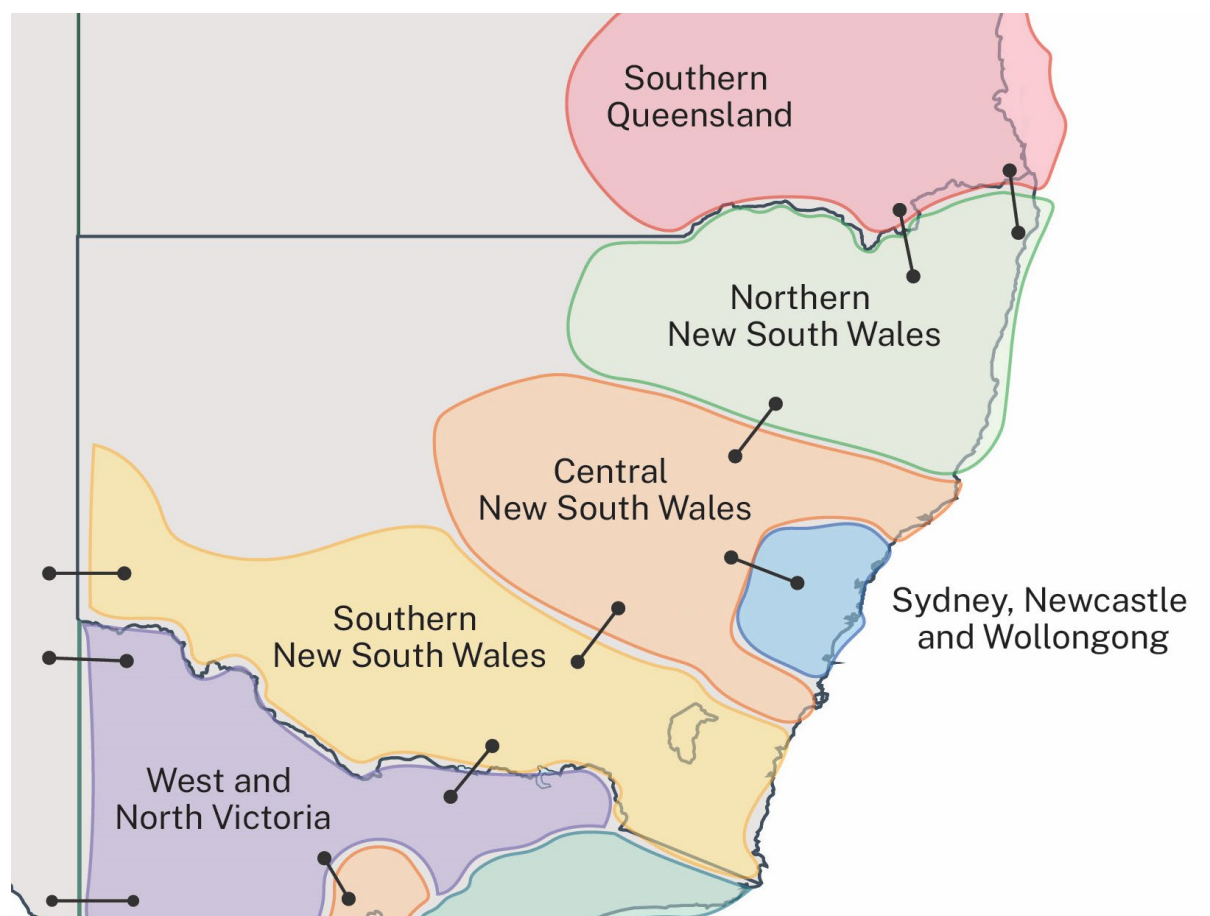 Southern
Queensland
Northern
New South Wales
Central
New South Wales
Sydney, Newcastle
and Wollongong
Southern
New South Wales
West and
North Victoria